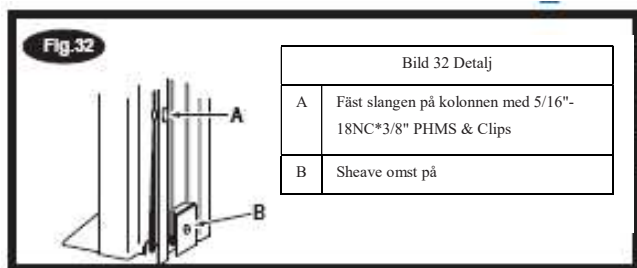 Fig.32
A
B
Bild 32 Detalj
A
Fäst slangen på kolonnen med 5/16"-
18NC*3/8" PHMS & Clips
B
Sheave omst på